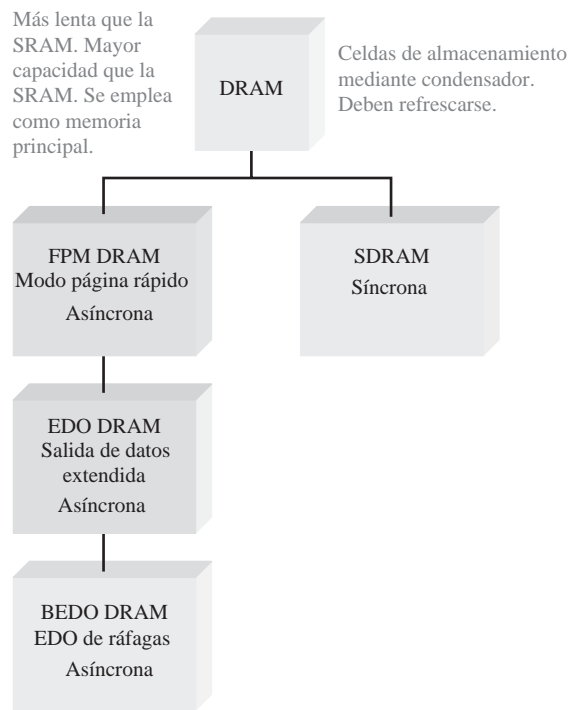 Más lenta que la
SRAM. Mayor
capacidad que la
SRAM. Se emplea
como memoria
principal.
DRAM
Celdas de almacenamiento
mediante condensador.
Deben refrescarse.
FPM DRAM
Modo página rápido
Asíncrona
SDRAM
Síncrona
EDO DRAM
Salida de datos
extendida
Asíncrona
BEDO DRAM
EDO de ráfagas
Asíncrona